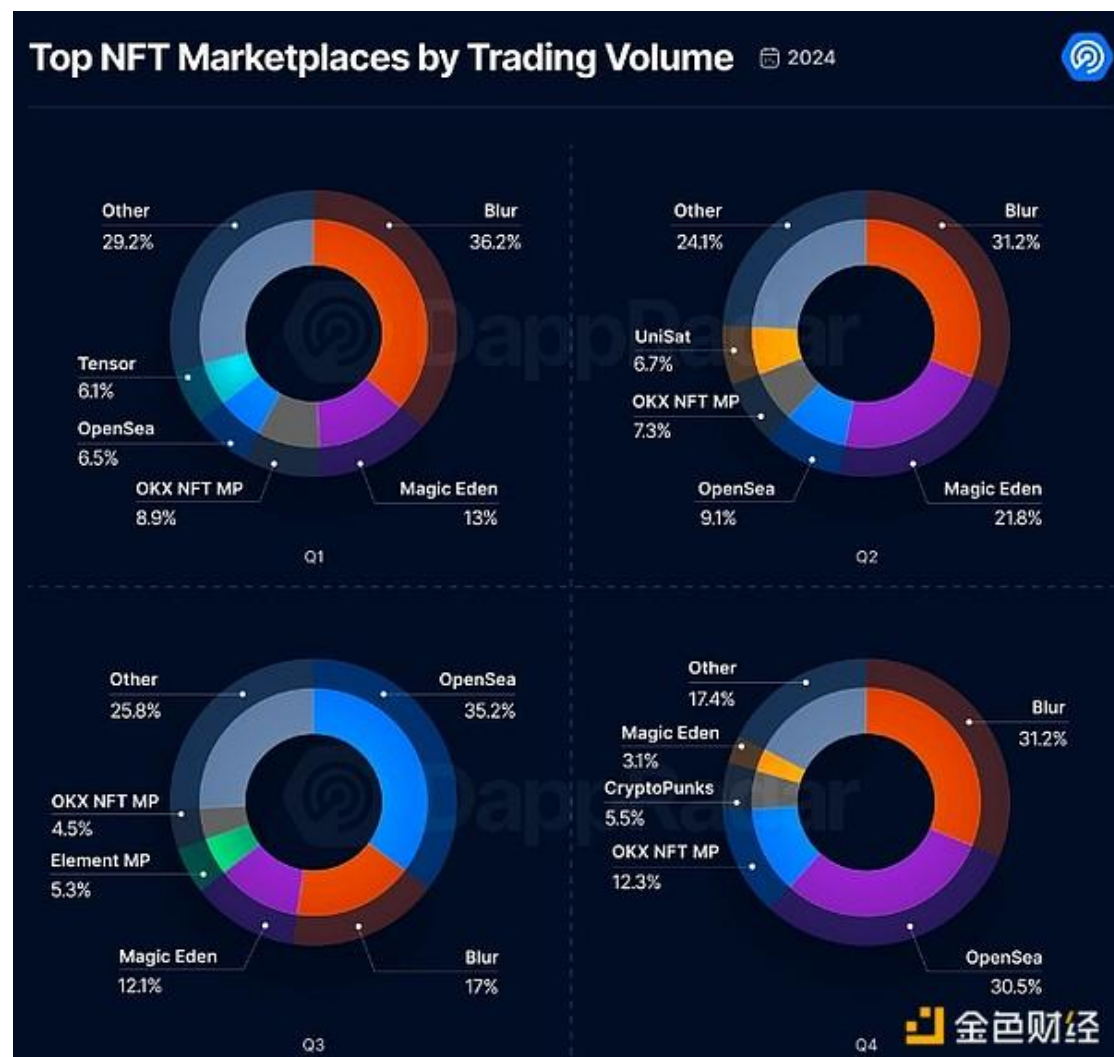 Top NFT Marketplaces by Trading Volume 2024
Other
29.2%
Blur
36.2%
Tensor
6.1%
OpenSea
6.5%
OKX NFT MP
8.9%
Magic Eden
13%
Q1
Other
24.1%
Blur
31.2%
UniSat
6.7%
OKX NFT MP
7.3%
OpenSea
9.1%
Magic Eden
21.8%
Q2
DappRadar
Other
25.8%
OpenSea
35.2%
OKX NFT MP
4.5%
Element MP
5.3%
Magic Eden
12.1%
Blur
17%
Q3
Other
17.4%
Blur
31.2%
Magic Eden
3.1%
CryptoPunks
5.5%
OKX NFT MP
12.3%
OpenSea
30.5%
Q4
DappRadar
金色财经